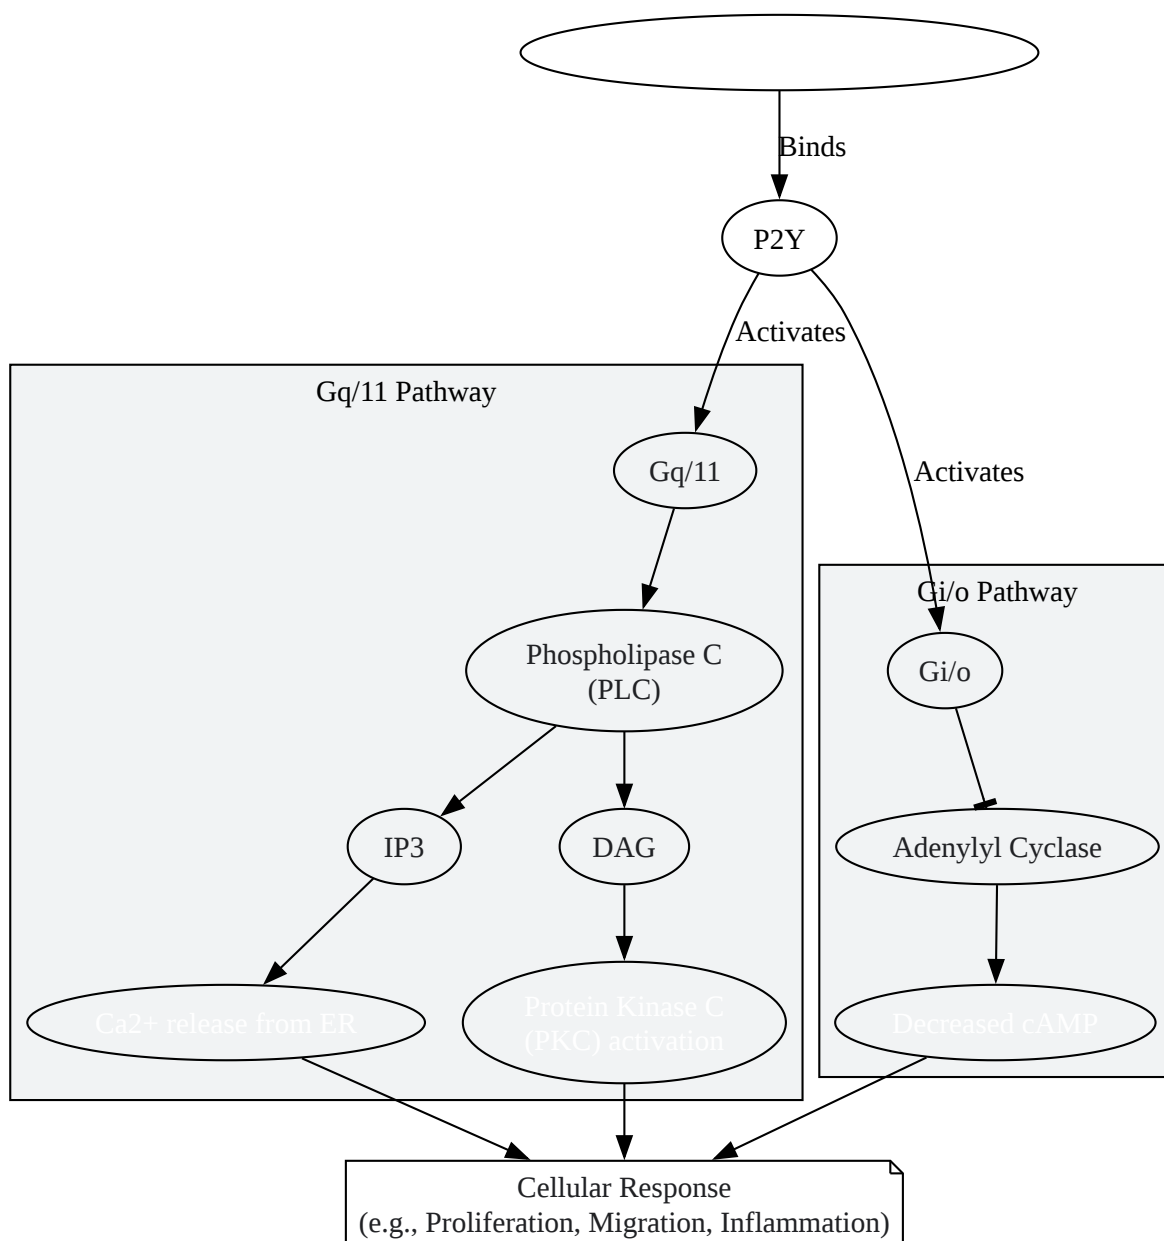 Binds
P2Y
Activates
Gq/11 Pathway
Gq/11
Activates
Gi/o Pathway
Phospholipase C
(PLC)
Gi/o
IP3
DAG
Adenylyl Cyclase
Ca2+ release from ER
Protein Kinase C
(PKC) activation
Decreased cAMP
Cellular Response
(e.g., Proliferation, Migration, Inflammation)